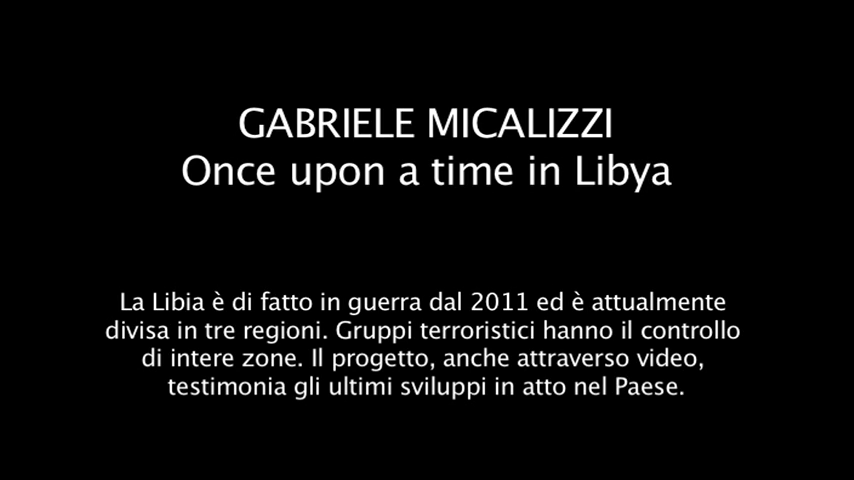 GABRIELE MICALIZZI
Once upon a time in Libya
La Libia è di fatto in guerra dal 2011 ed è attualmente
divisa in tre regioni. Gruppi terroristici hanno il controllo
di intere zone. Il progetto, anche attraverso video,
testimonia gli ultimi sviluppi in atto nel Paese.